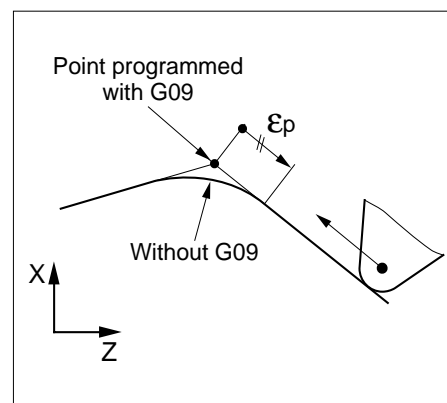 Point programmed
with G09
εp
Without G09
X
Z